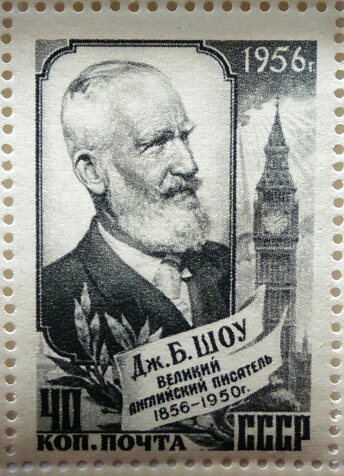 1956г.
Дж.Б.ШОУ
ВЕЛИКИЙ
АНГЛИЙСКИЙ ПИСАТЕЛЬ
1856–1950г.
40
КОП. ПОЧТА СССР